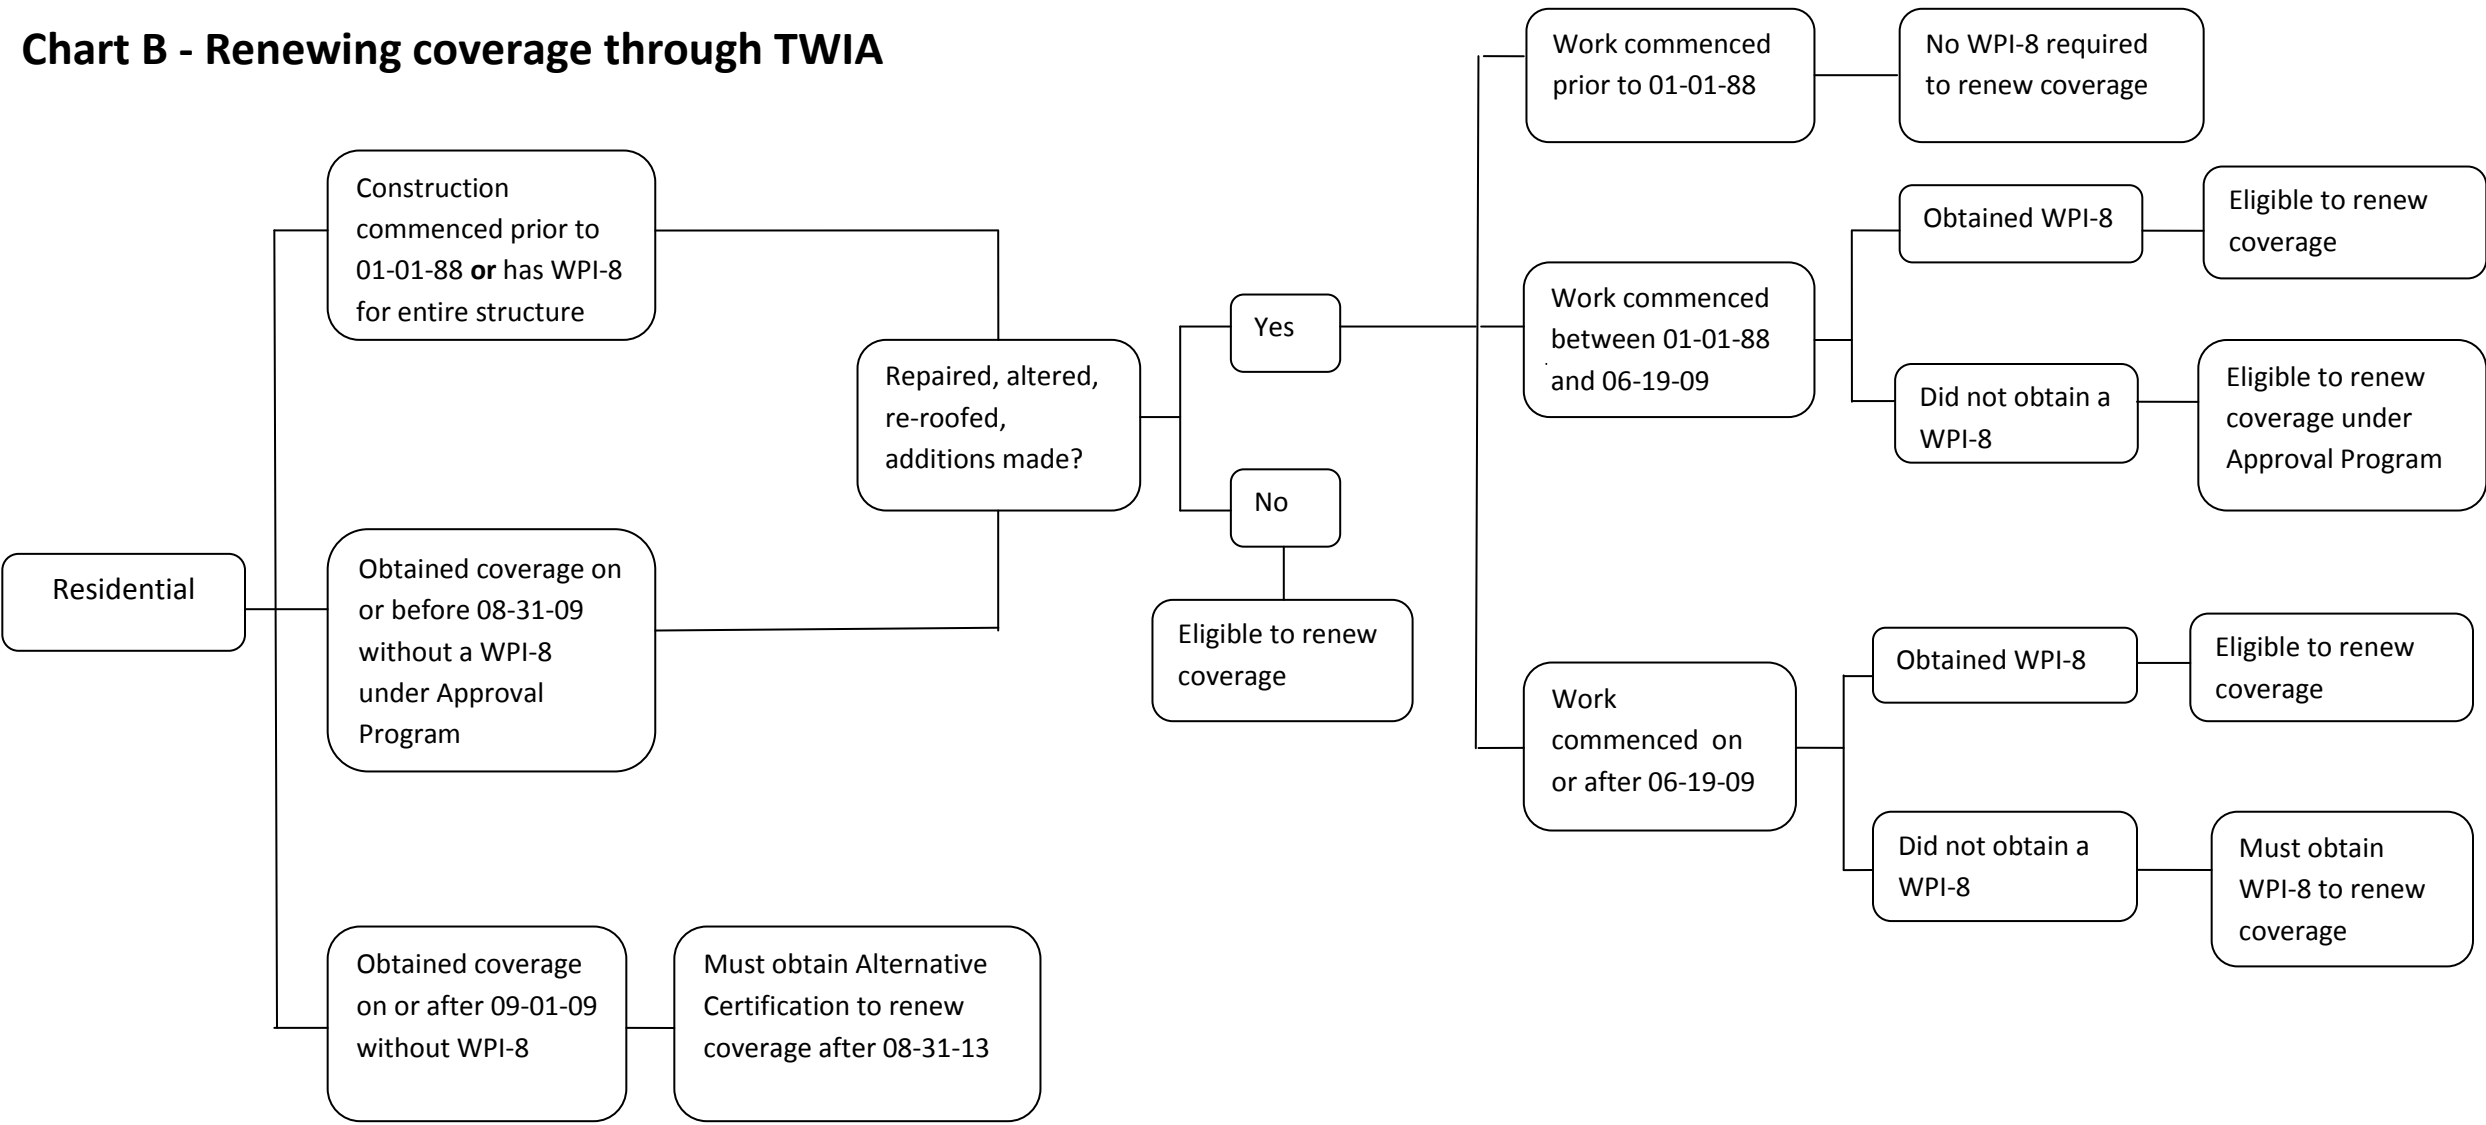 Chart B - Renewing coverage through TWIA
Residential
Construction
commenced prior to
01-01-88 or has WPI-8
for entire structure
Obtained coverage on
or before 08-31-09
without a WPI-8
under Approval
Program
Obtained coverage
on or after 09-01-09
without WPI-8
Must obtain Alternative
Certification to renew
coverage after 08-31-13
Repaired, altered,
re-roofed,
additions made?
Yes
No
Eligible to renew
coverage
Work commenced
prior to 01-01-88
No WPI-8 required
to renew coverage
Work commenced
between 01-01-88
and 06-19-09
Obtained WPI-8
Eligible to renew
coverage
Did not obtain a
WPI-8
Eligible to renew
coverage under
Approval Program
Work
commenced on
or after 06-19-09
Obtained WPI-8
Eligible to renew
coverage
Did not obtain a
WPI-8
Must obtain
WPI-8 to renew
coverage